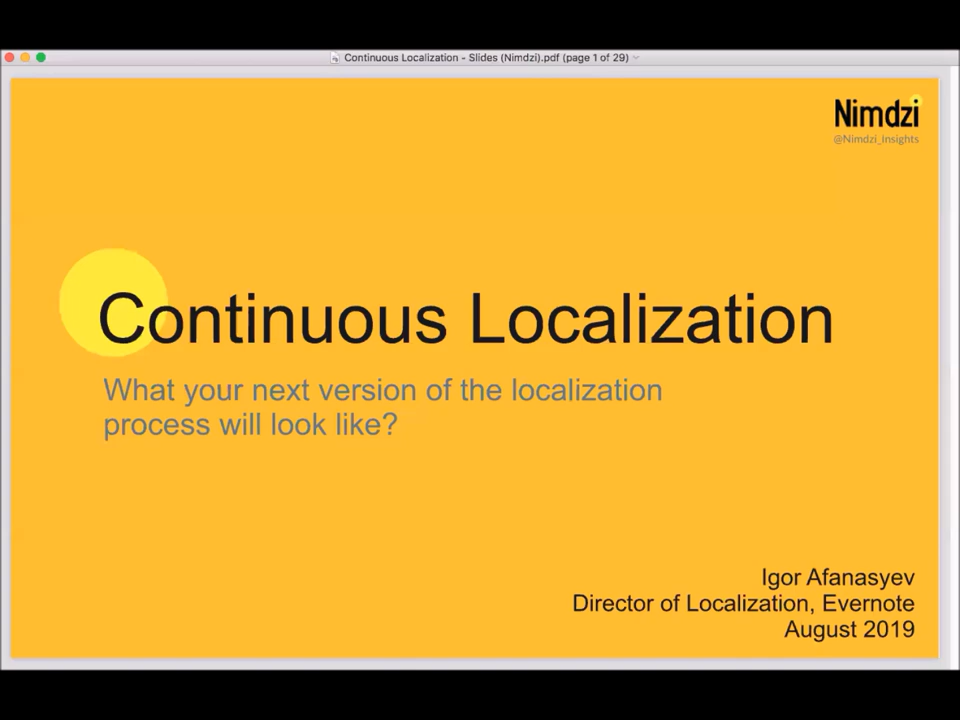 Continuous Localization - Slides (Nimdzi).pdf (page 1 of 29)
Nimdzi
@Nimdzi_Insights
Continuous Localization
What your next version of the localization
process will look like?
Igor Afanasyev
Director of Localization, Evernote
August 2019